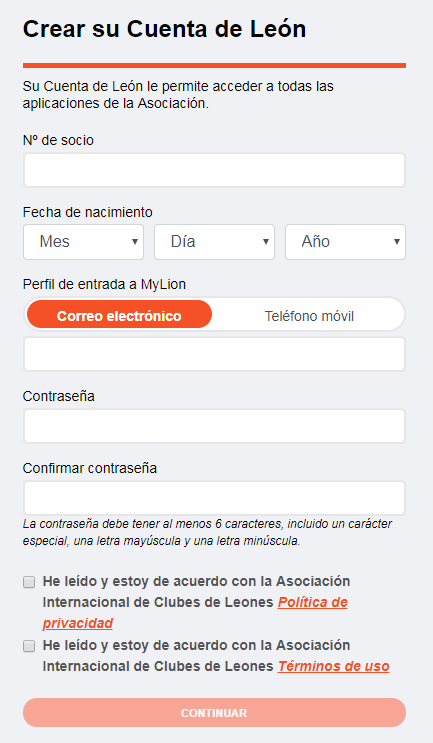 Crear su Cuenta de León
Su Cuenta de León le permite acceder a todas las
aplicaciones de la Asociación.
Nº de socio
Fecha de nacimiento
Mes Día Año
Perfil de entrada a MyLion
Correo electrónico Teléfono móvil
Contraseña
Confirmar contraseña
La contraseña debe tener al menos 6 caracteres, incluido un carácter
especial, una letra mayúscula y una letra minúscula.
He leído y estoy de acuerdo con la Asociación
Internacional de Clubes de Leones Política de
privacidad
He leído y estoy de acuerdo con la Asociación
Internacional de Clubes de Leones Términos de uso
CONTINUAR